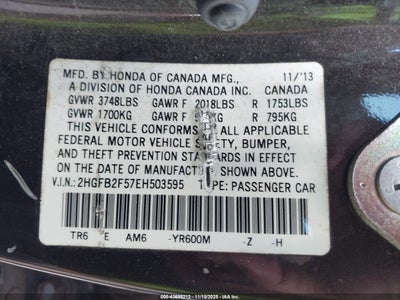 MFD. BY HONDA OF CANADA MFG., 11/'13
A DIVISION OF HONDA CANADA INC. CANADA
GVWR 3748LBS GAWR F 2018LBS R 1753LBS
GVWR 1700KG GAWR F KG R 795KG
THIS VEHICLE CONFORMS TO ALL APPLICABLE
FEDERAL MOTOR VEHICLE SAFETY, BUMPER,
AND THEFT PREVENTION STANDARDS IN EFFECT
ON THE DATE OF MANUFACTURE SHOWN ABOVE.
V.I.N.: 2HGFB2F57EH503595 TYPE: PASSENGER CAR
TR6 E AM6 -YR600M -Z -H
000-43698213 - 11/18/2025 - IAA Inc.